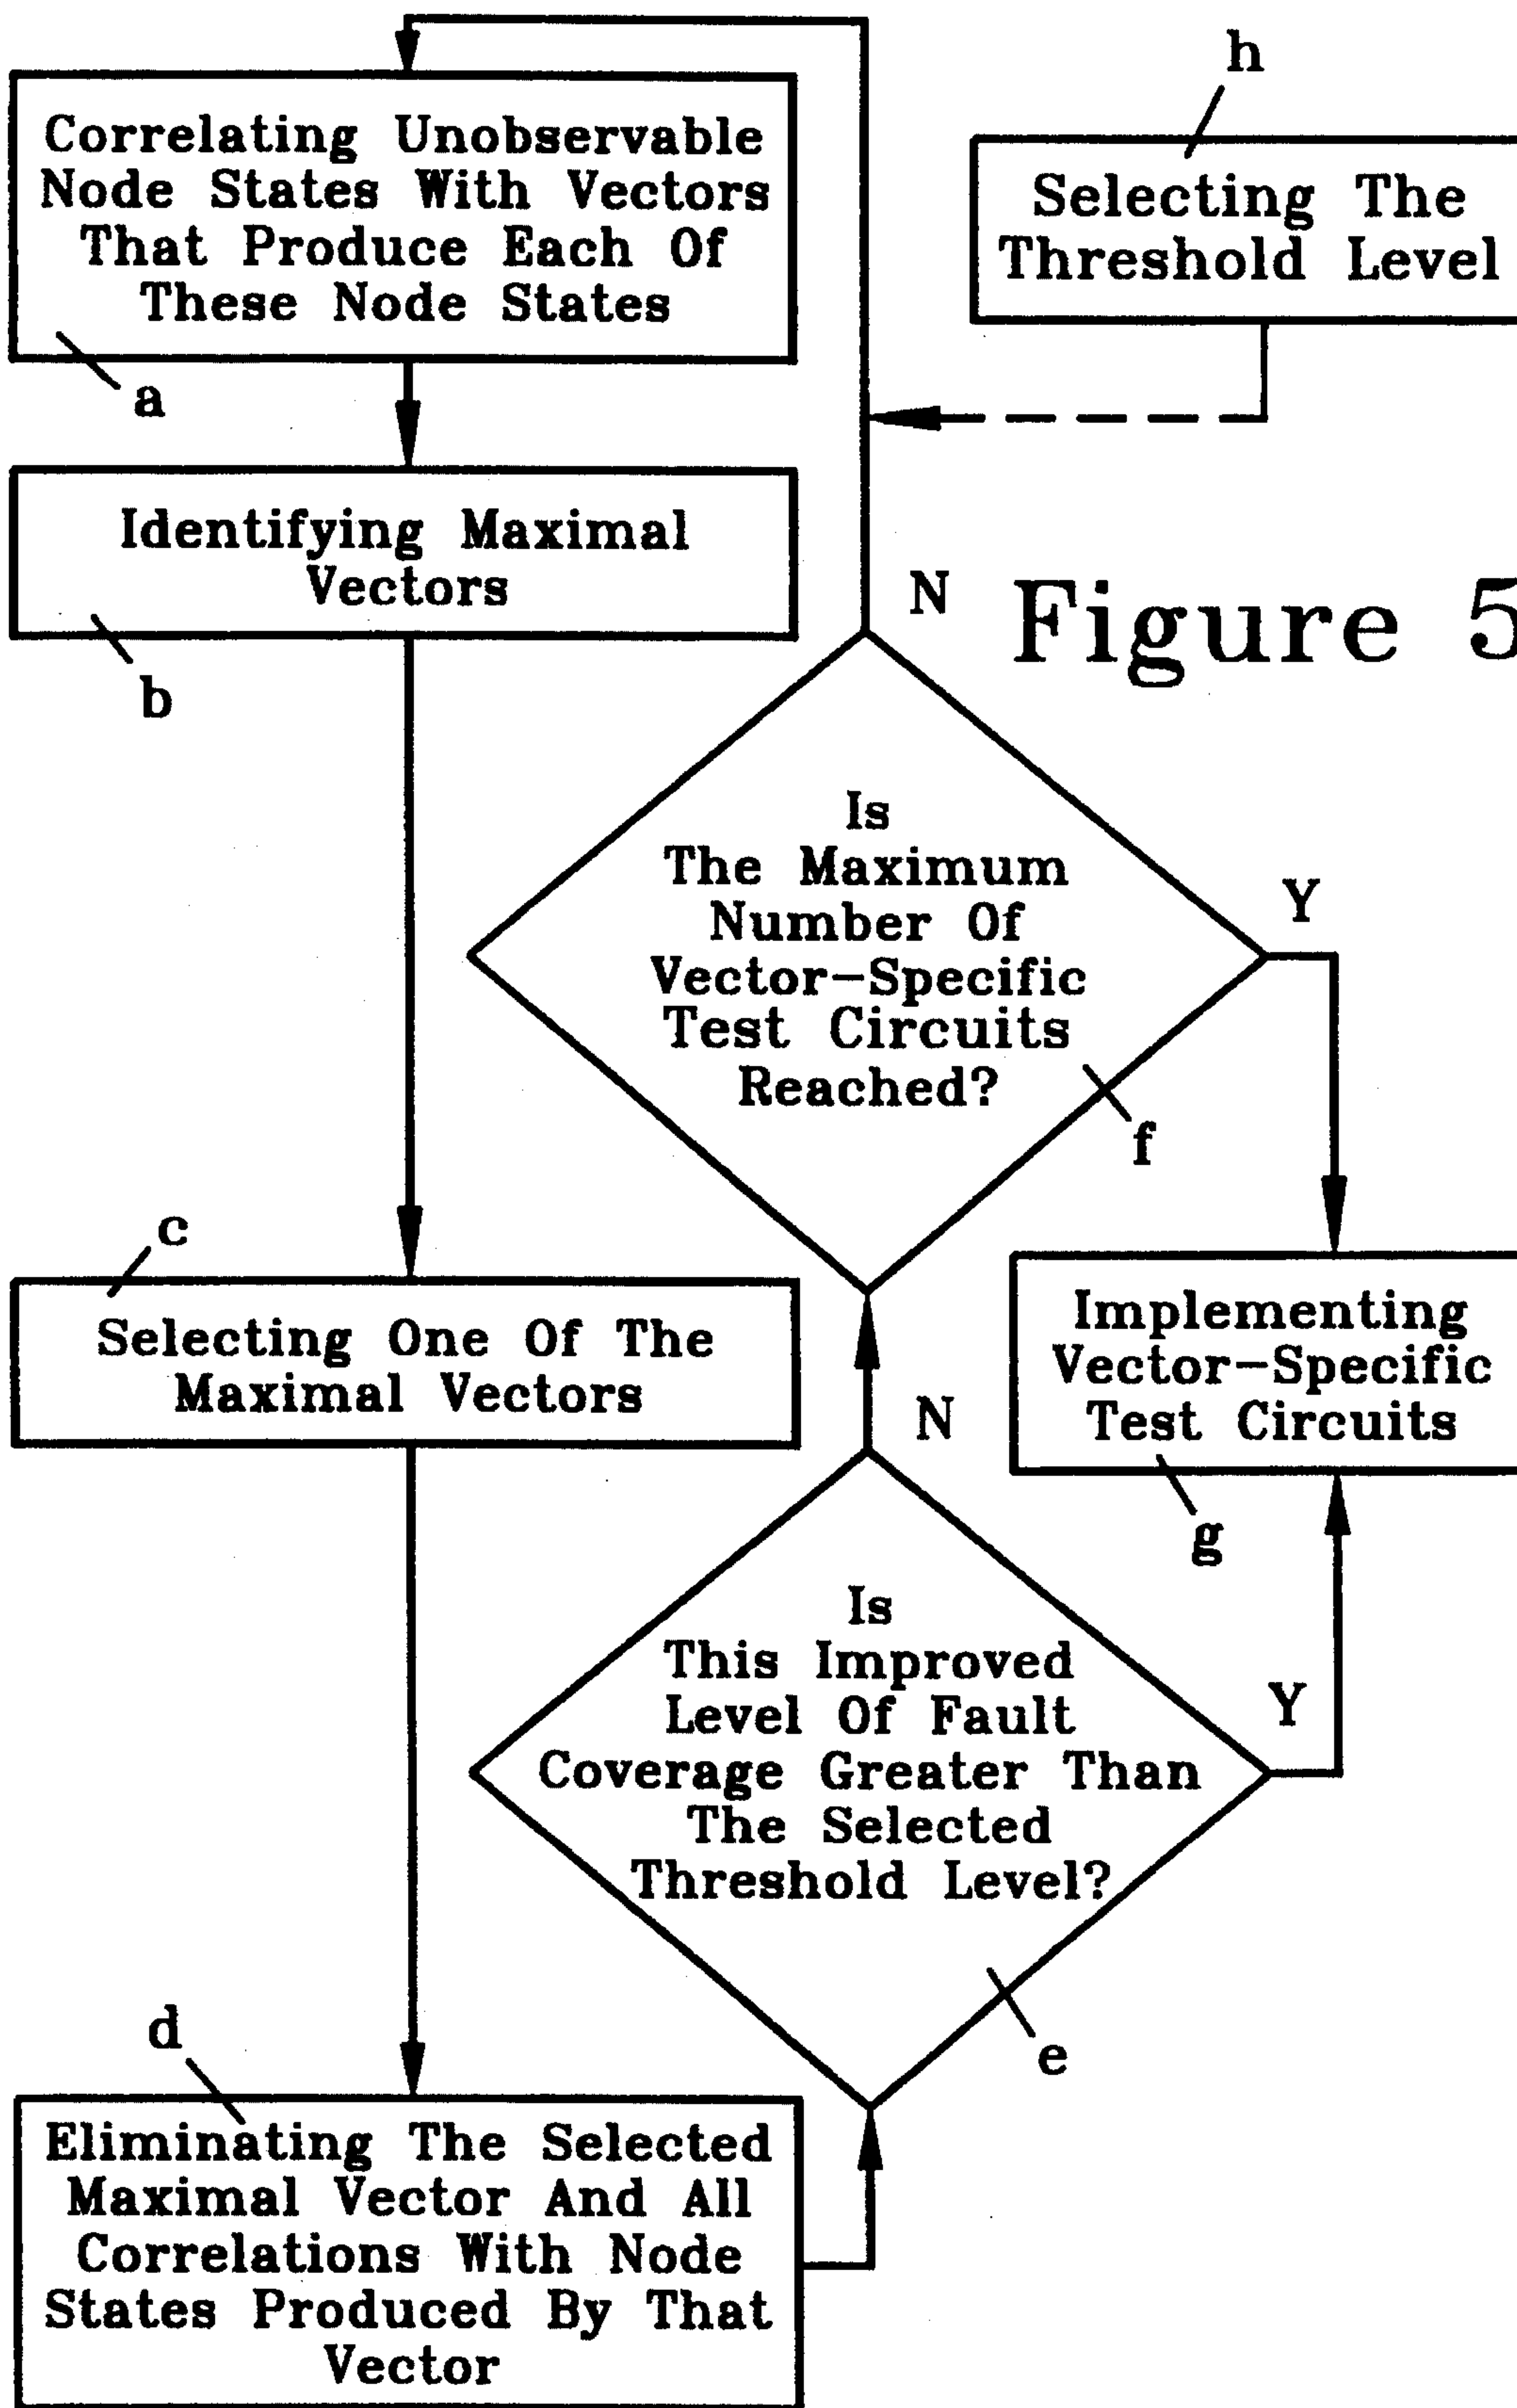 Correlating Unobservable
Node States With Vectors
That Produce Each Of
These Node States
a
h
Selecting The
Threshold Level
Identifying Maximal
Vectors
b
N
Figure 5
Is
The Maximum
Number Of
Vector-Specific
Test Circuits
Reached?
Y
f
c
Selecting One Of The
Maximal Vectors
N
Implementing
Vector-Specific
Test Circuits
g
Is
This Improved
Level Of Fault
Coverage Greater Than
The Selected
Threshold Level?
Y
e
d
Eliminating The Selected
Maximal Vector And All
Correlations With Node
States Produced By That
Vector